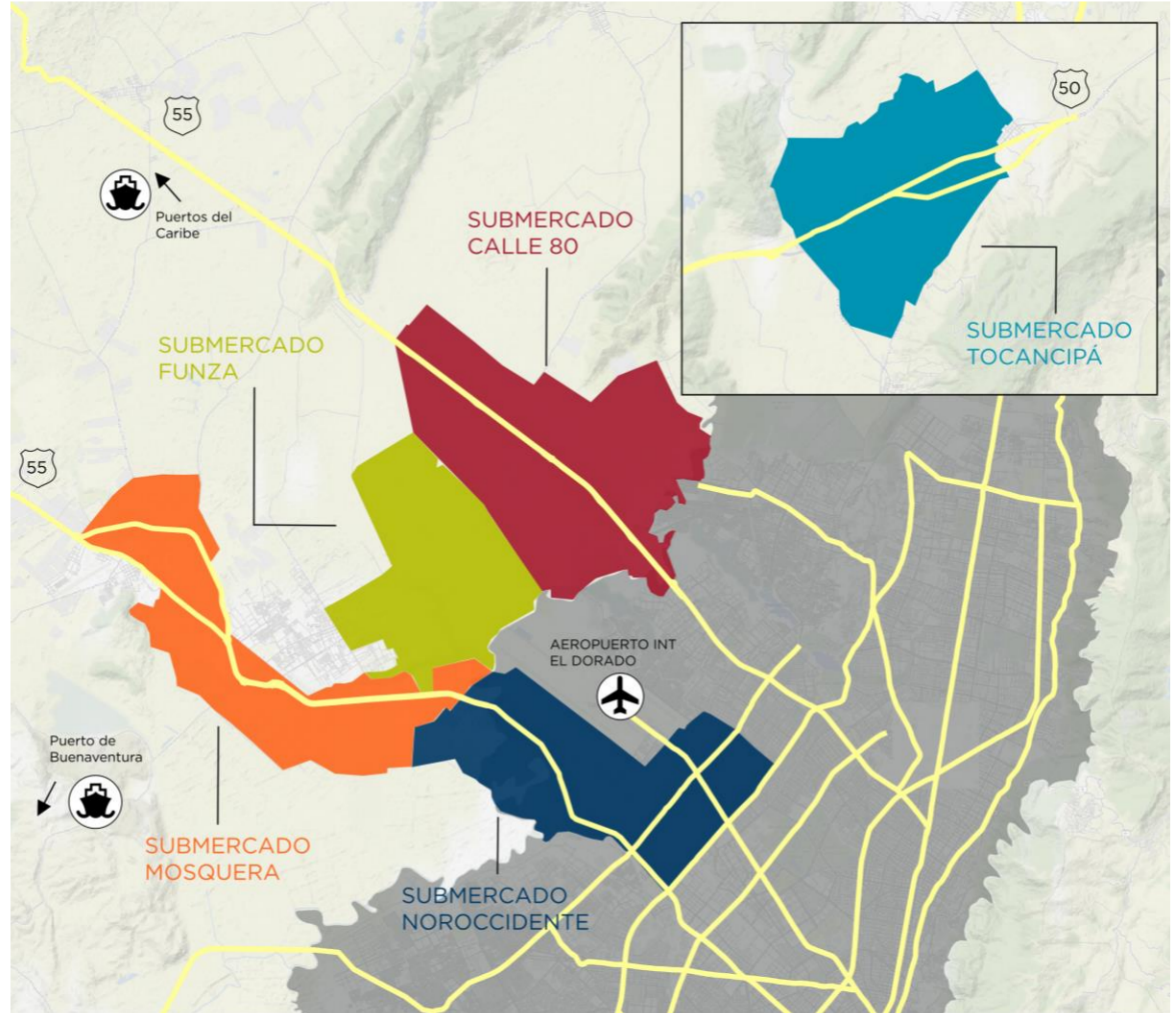 50
55
Puertos del
Caribe
SUBMERCADO
CALLE 80
SUBMERCADO
TOCANCIPÁ
SUBMERCADO
FUNZA
55
AEROPUERTO INT
EL DORADO
Puerto de
Buenaventura
SUBMERCADO
MOSQUERA
SUBMERCADO
NOROCCIDENTE